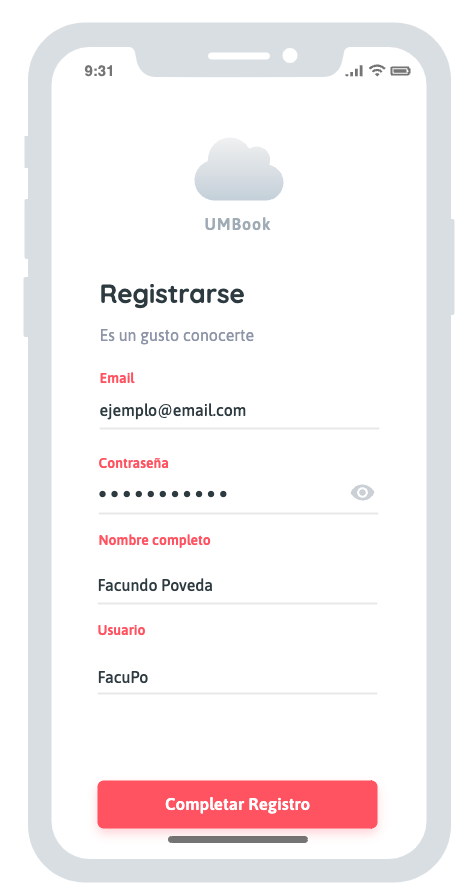 9:31
UMBook
Registrarse
Es un gusto conocerte
Email
ejemplo@email.com
Contraseña
•••••••••••
Nombre completo
Facundo Poveda
Usuario
FacuPo
Completar Registro